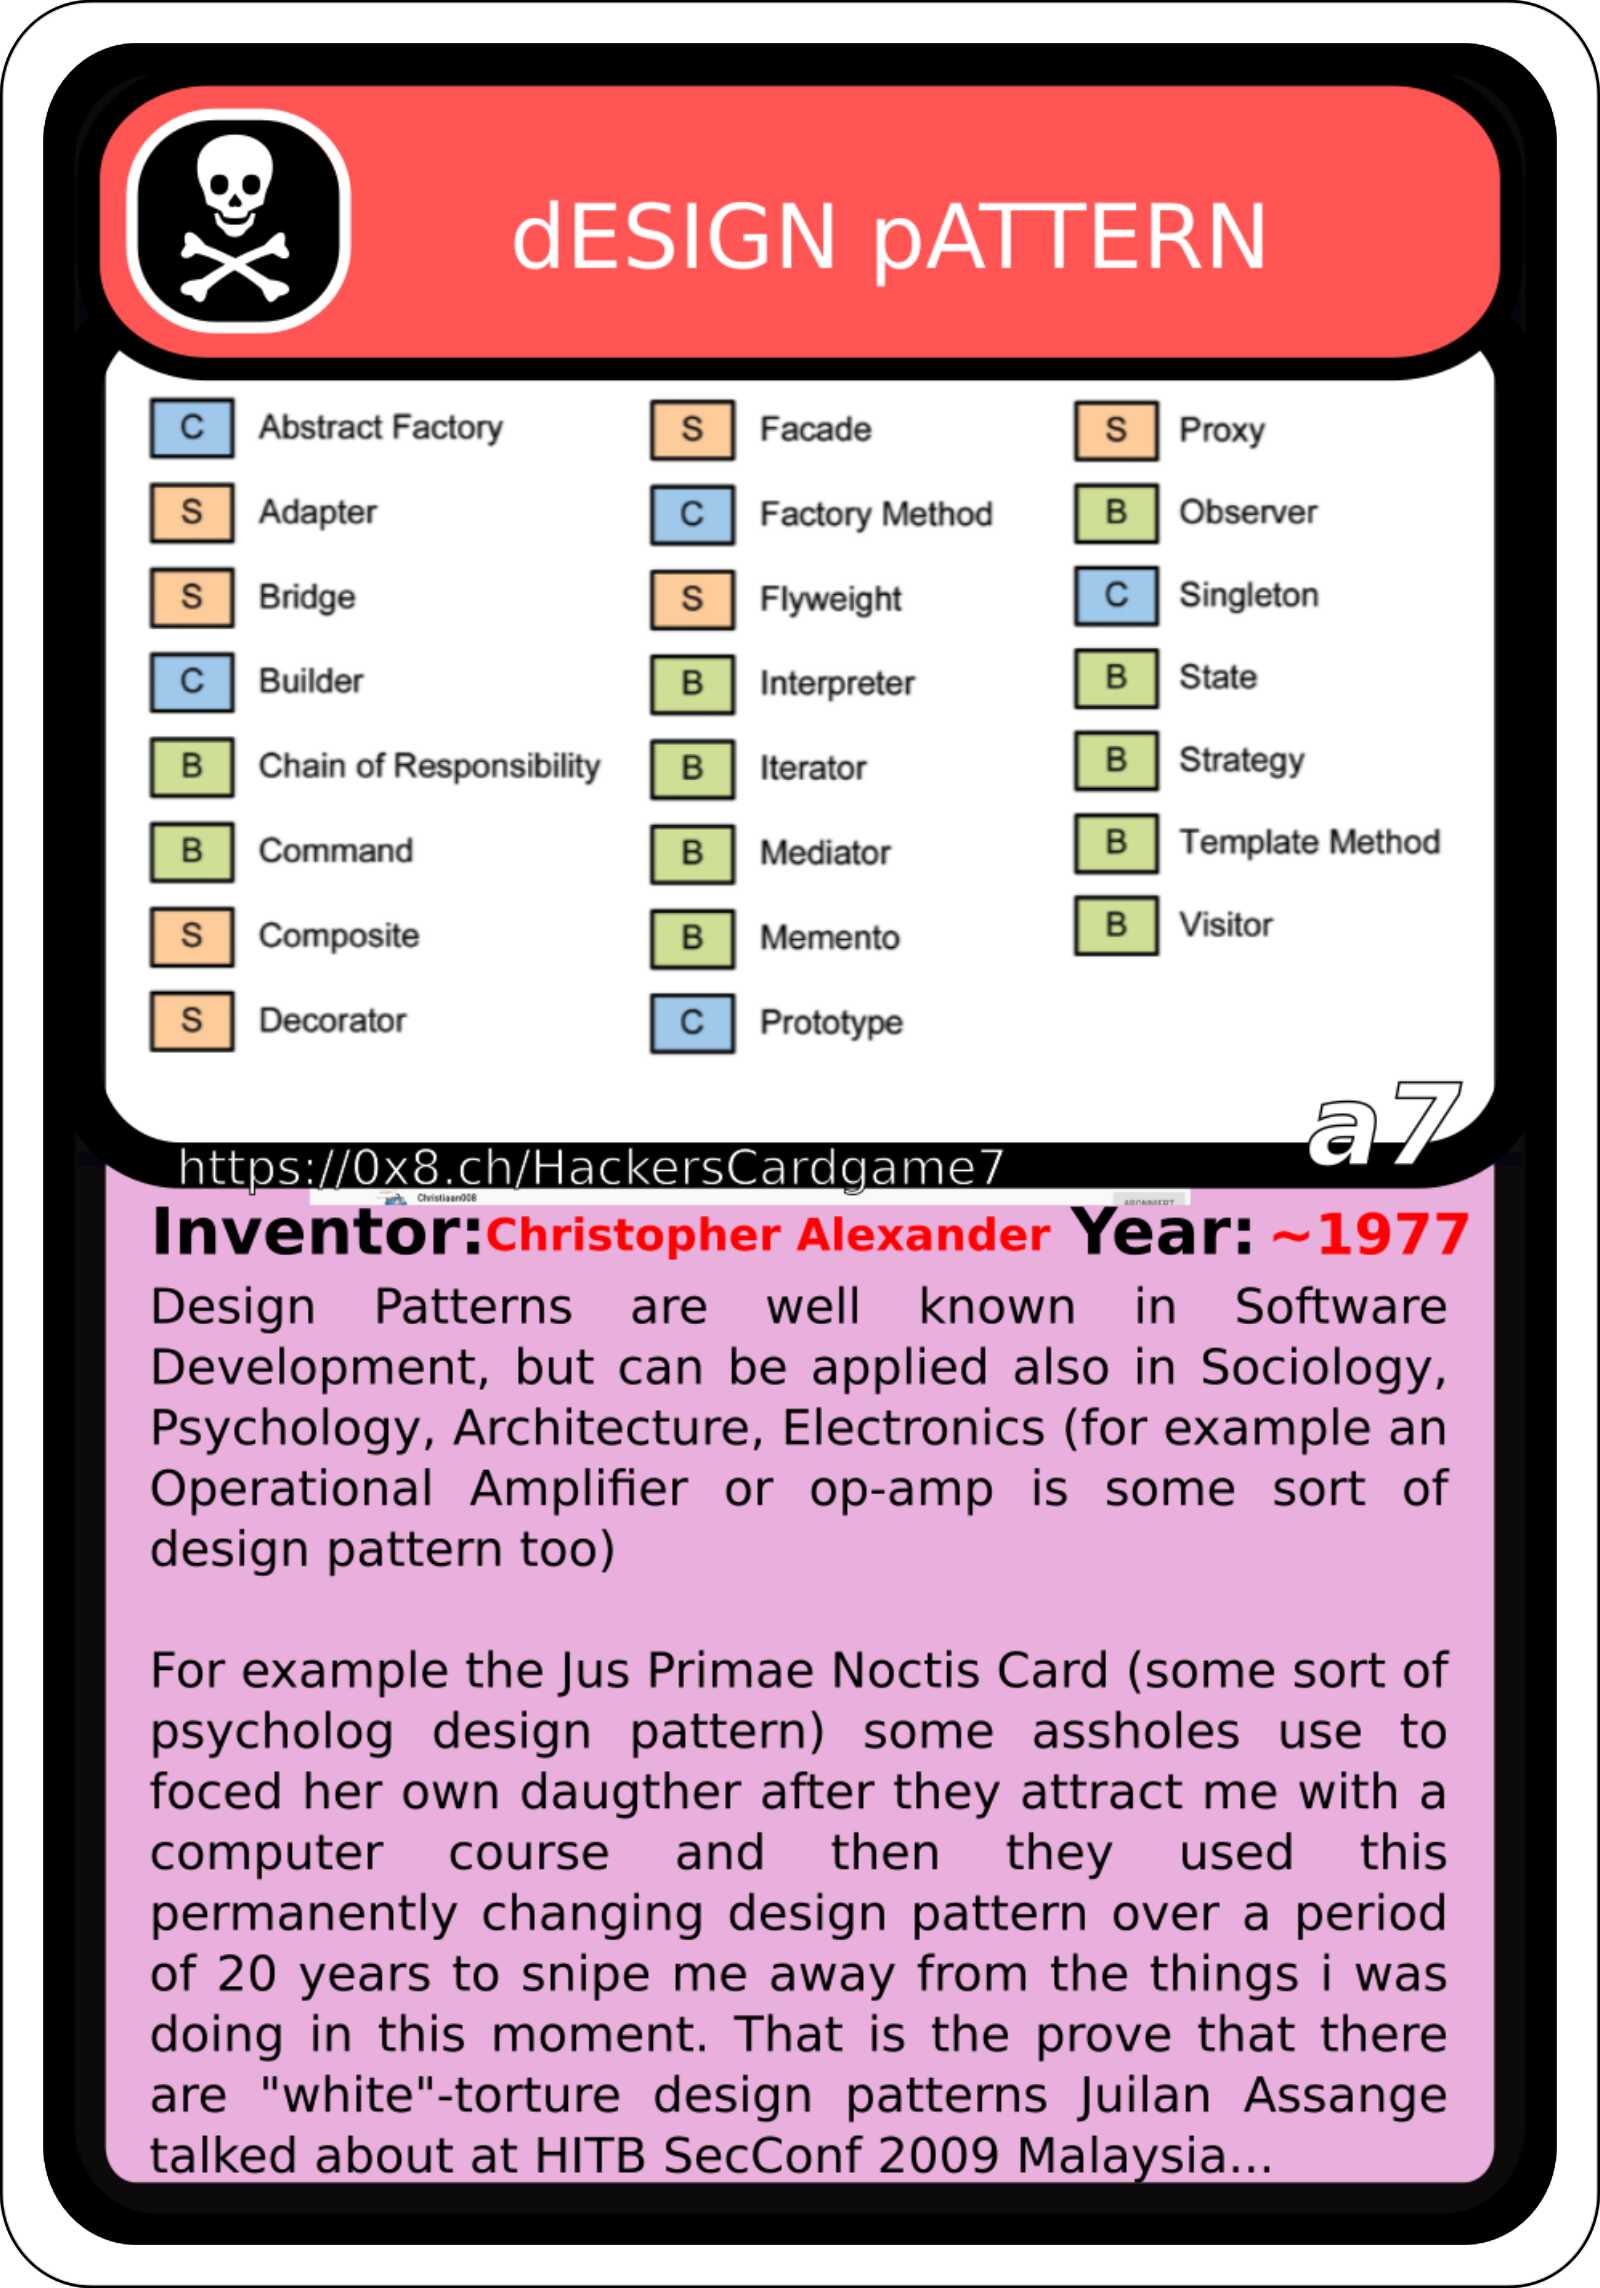 dESIGN pATTERN
C Abstract Factory
S Adapter
S Bridge
C Builder
B Chain of Responsibility
B Command
S Composite
S Decorator
S Facade
C Factory Method
S Flyweight
B Interpreter
B Iterator
B Mediator
B Memento
C Prototype
S Proxy
B Observer
C Singleton
B State
B Strategy
B Template Method
B Visitor
a7
https://0x8.ch/HackersCardgame7
Christiaan008
ABONNIERT
Inventor:Christopher Alexander Year: ~1977
Design Patterns are well known in Software
Development, but can be applied also in Sociology,
Psychology, Architecture, Electronics (for example an
Operational Amplifier or op-amp is some sort of
design pattern too)
For example the Jus Primae Noctis Card (some sort of
psycholog design pattern) some assholes use to
foced her own daugther after they attract me with a
computer course and then they used this
permanently changing design pattern over a period
of 20 years to snipe me away from the things i was
doing in this moment. That is the prove that there
are "white"-torture design patterns Juilan Assange
talked about at HITB SecConf 2009 Malaysia...